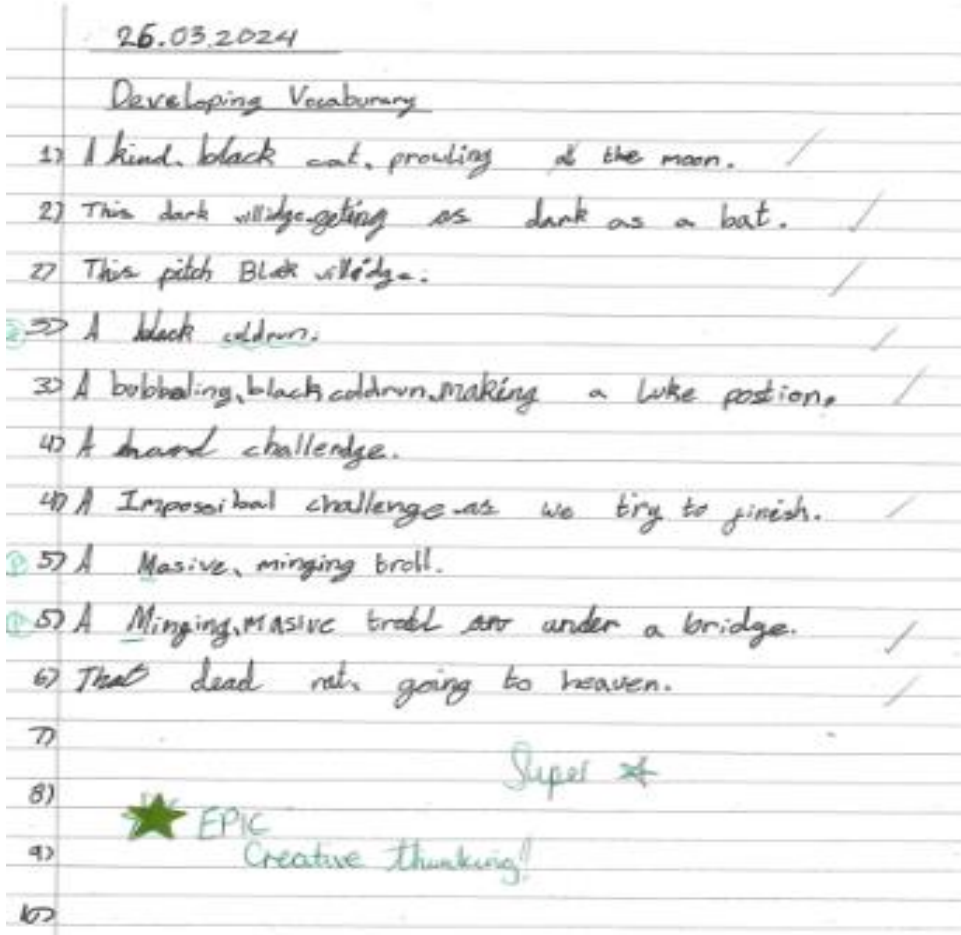 26.03.2024
Developing Vocaburary
1) A kind, black cat, prowling at the moon.
2) This dark villidge, geting as dark as a bat.
2) This pitch Black villidge.
3) A black coldrun.
3) A bubbaling, black coldrun, making a Luke postion.
4) A hard challendge.
4) A Impossibal challenge as we try to finish.
5) A Masive, minging troll.
5) A Minging, Masive troll under a bridge.
6) That dead rat, going to heaven.
7)
Super
8)
EPIC
9) Creative thinking!
10)